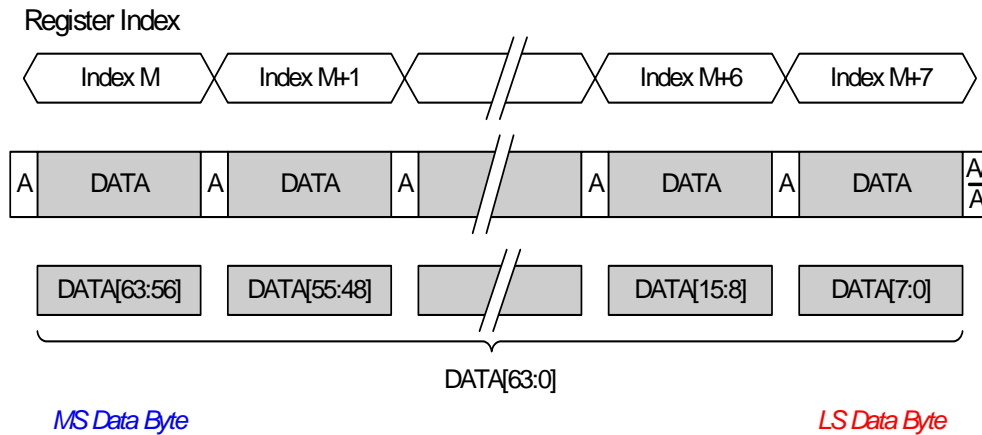 Register Index
Index M Index M+1 Index M+6 Index M+7
A DATA A DATA A A DATA A DATA A/A
DATA[63:56] DATA[55:48] DATA[15:8] DATA[7:0]
DATA[63:0]
MS Data Byte LS Data Byte